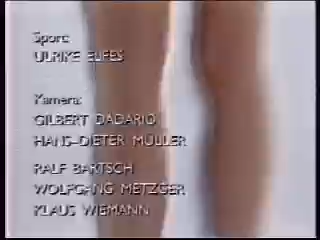 Sport:
ULRIKE ELFES
Kamera:
GILBERT DADARIO
HANS-DIETER MÜLLER
RALF BARTSCH
WOLFGANG METZGER
KLAUS WIEMANN